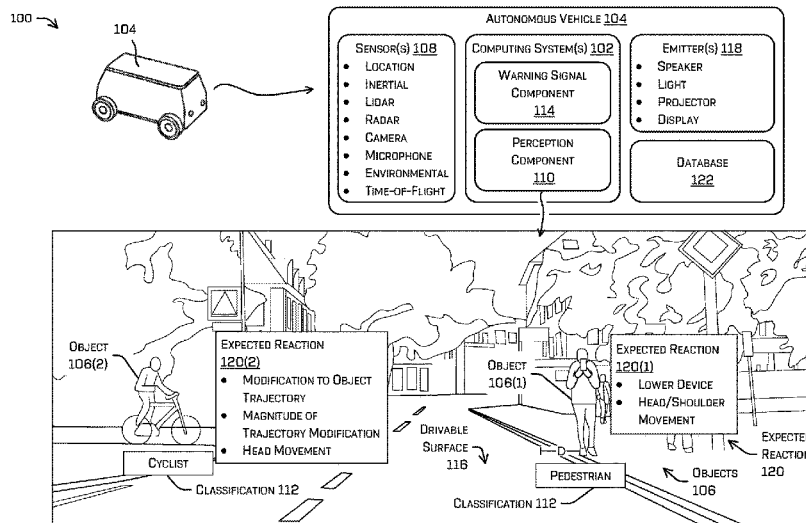 100
104
AUTONOMOUS VEHICLE 104
SENSOR(S) 108
• LOCATION
• INERTIAL
• LIDAR
• RADAR
• CAMERA
• MICROPHONE
• ENVIRONMENTAL
• TIME-OF-FLIGHT
COMPUTING SYSTEM(S) 102
WARNING SIGNAL
COMPONENT
114
PERCEPTION
COMPONENT
110
EMITTER(S) 118
• SPEAKER
• LIGHT
• PROJECTOR
• DISPLAY
DATABASE
122
OBJECT
106(2)
EXPECTED REACTION
120(2)
• MODIFICATION TO OBJECT
TRAJECTORY
• MAGNITUDE OF
TRAJECTORY MODIFICATION
• HEAD MOVEMENT
CYCLIST
CLASSIFICATION 112
OBJECT
106(1)
EXPECTED REACTION
120(1)
• LOWER DEVICE
• HEAD/SHOULDER
MOVEMENT
DRIVABLE
SURFACE
116
D
PEDESTRIAN
CLASSIFICATION 112
OBJECTS
106
EXPECTE
REACTION
120